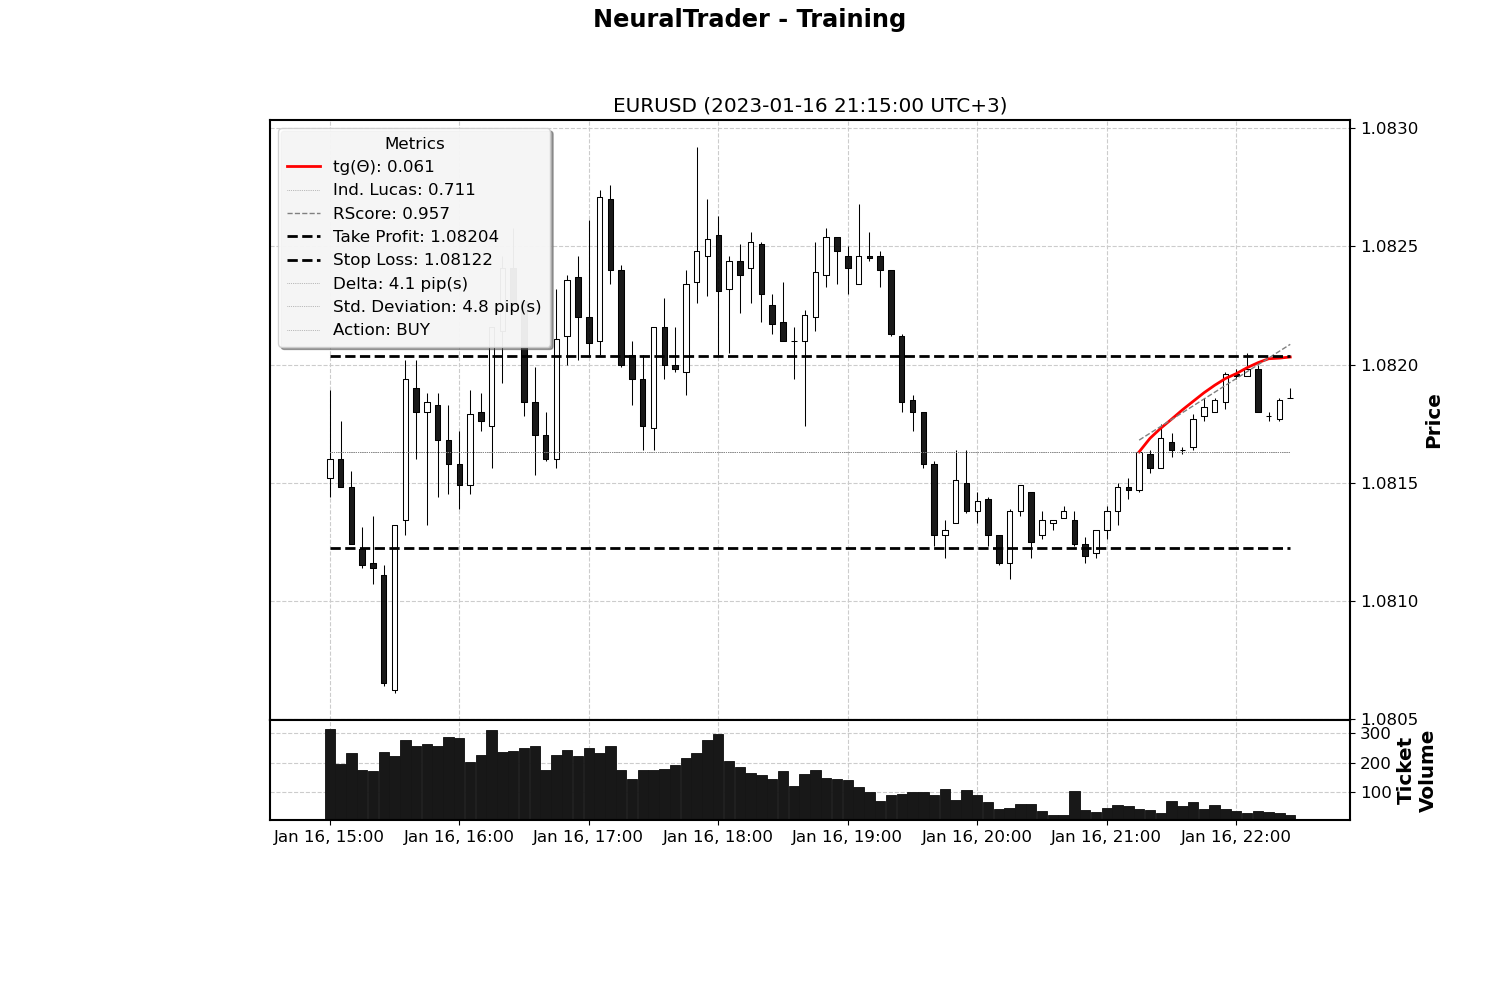 NeuralTrader - Training
EURUSD (2023-01-16 21:15:00 UTC+3)
Metrics
tg(Θ): 0.061
Ind. Lucas: 0.711
RScore: 0.957
Take Profit: 1.08204
Stop Loss: 1.08122
Delta: 4.1 pip(s)
Std. Deviation: 4.8 pip(s)
Action: BUY
1.0830
1.0825
1.0820
1.0815
1.0810
1.0805
Price
300
200
100
Ticket
Volume
Jan 16, 15:00
Jan 16, 16:00
Jan 16, 17:00
Jan 16, 18:00
Jan 16, 19:00
Jan 16, 20:00
Jan 16, 21:00
Jan 16, 22:00